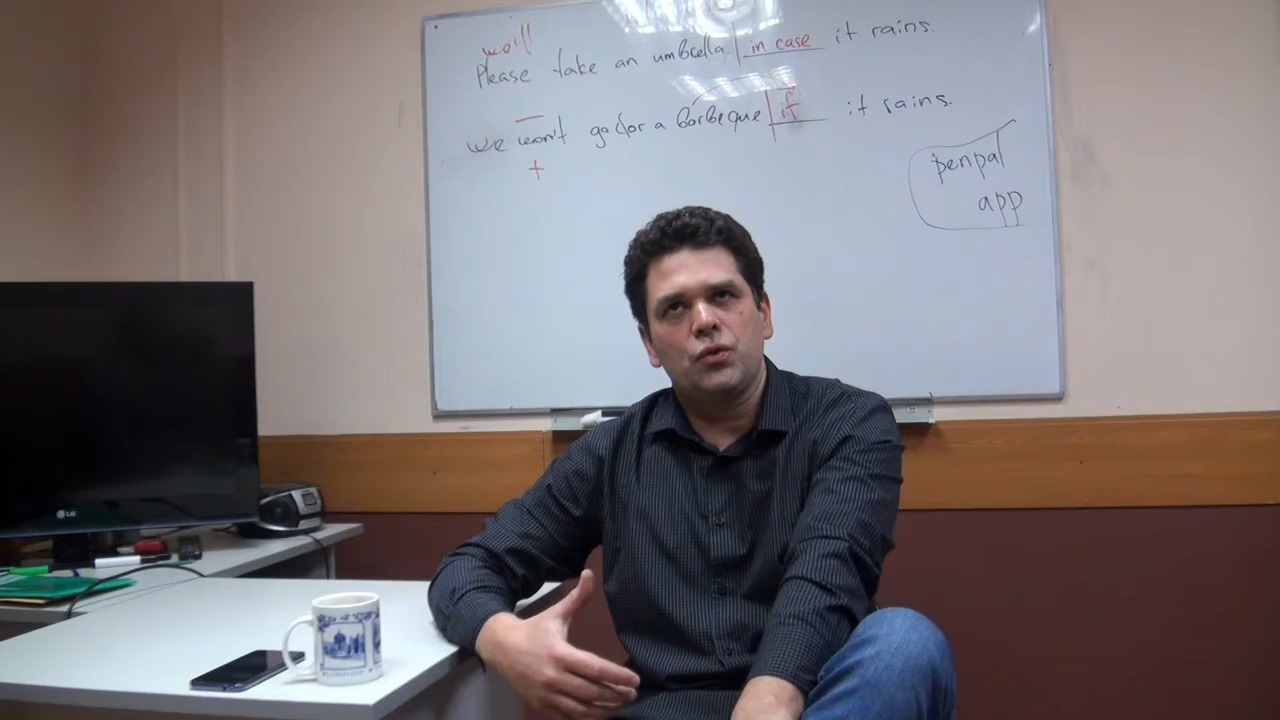 we'll
Please take an umbrella | in case it rains.
we won't go for a barbeque | if it rains.
+
penpal
app
LG